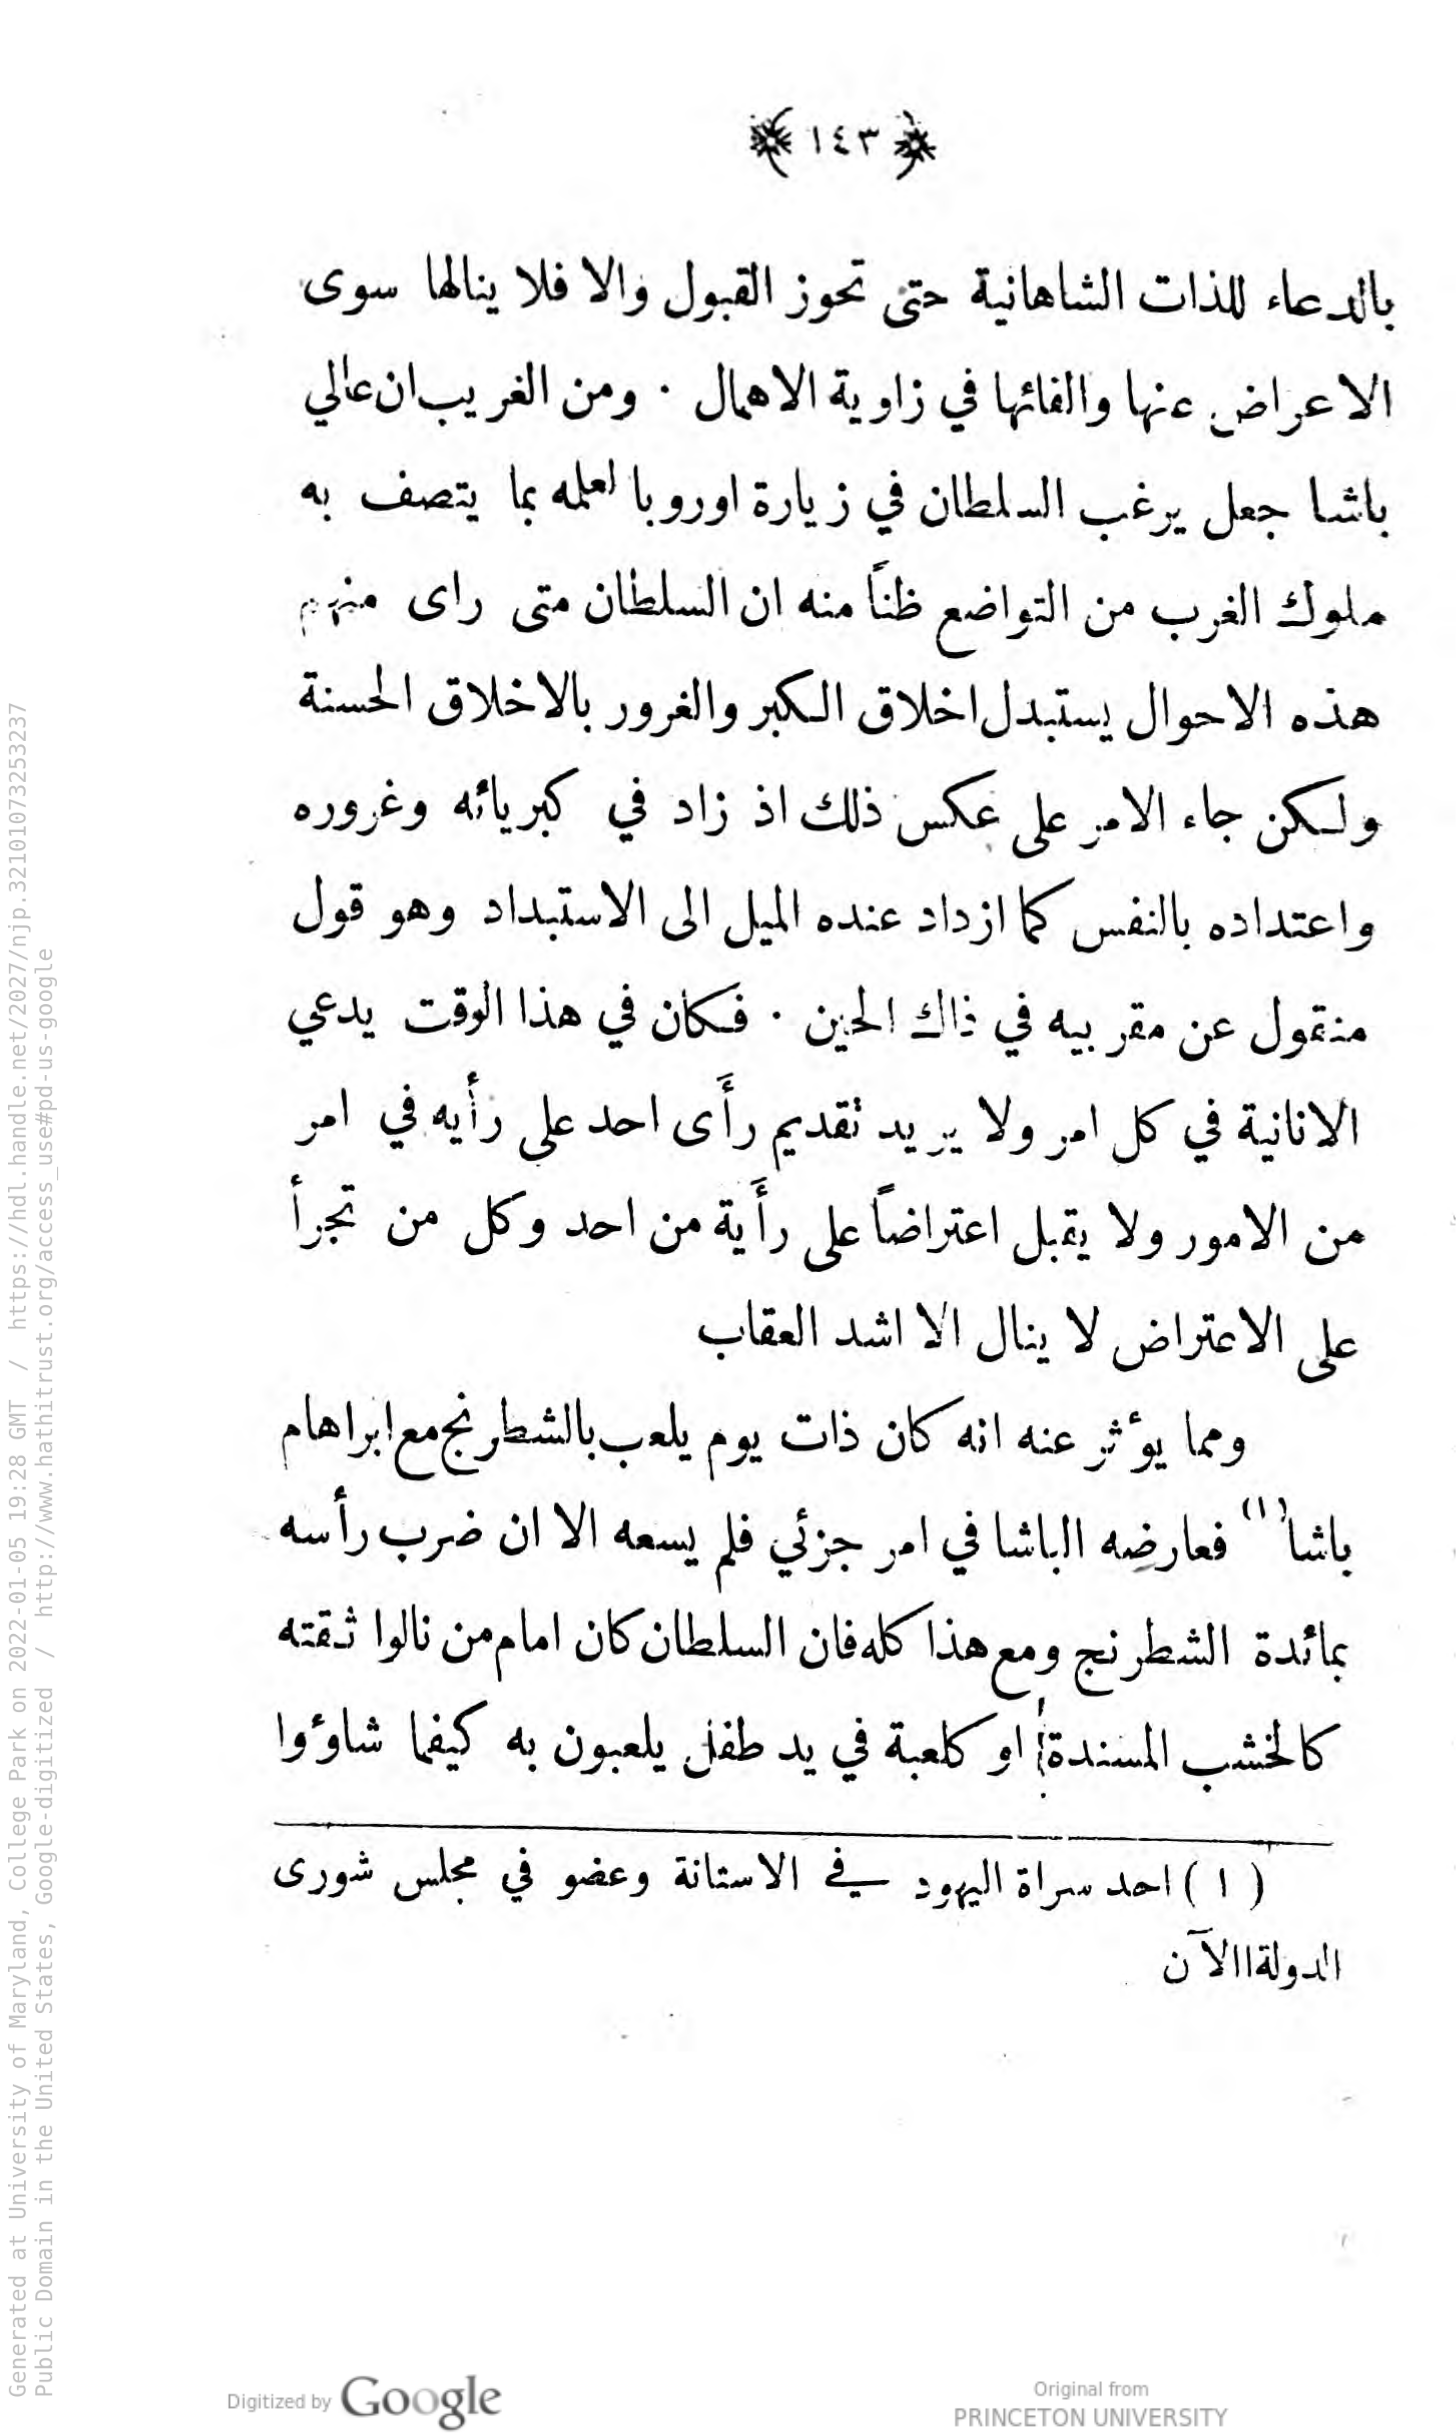 ﴿ ١٤٣ ﴾
بالدعاء للذات الشاهانية حتى تحوز القبول والا فلا ينالها سوى
الاعراض عنها والقائها في زاوية الاهمال ٠ ومن الغريب ان عالي
باشا جعل يرغب السلطان في زيارة اوروبا لعلمه بما يتصف به
ملوك الغرب من التواضع ظناً منه ان السلطان متى راى منهم
هذه الاحوال يستبدل اخلاق الكبر والغرور بالاخلاق الحسنة
ولكن جاء الامر على عكس ذلك اذ زاد في كبريائه وغروره
واعتداده بالنفس كما ازداد عنده الميل الى الاستبداد وهو قول
منقول عن مقربيه في ذاك الحين ٠ فكان في هذا الوقت يدعي
الانانية في كل امر ولا يريد تقديم رأَى احد على رأَيه في امر
من الامور ولا يقبل اعتراضاً على رأَية من احد وكل من تجرأ
على الاعتراض لا ينال الا اشد العقاب
ومما يوءثر عنه انه كان ذات يوم يلعب بالشطرنج مع ابراهام
باشا (١) فعارضه الباشا في امر جزئي فلم يسعه الا ان ضرب رأسه
بمائدة الشطرنج ومع هذا كله فان السلطان كان امام من نالوا ثقته
كالخشب المسندة او كلعبة في يد طفل يلعبون به كيفما شاوءوا
( ١ ) احد سراة اليهود في الاستانة وعضو في مجلس شورى
الدولة الآن
Generated at University of Maryland, College Park on 2022-01-05 19:28 GMT / https://hdl.handle.net/2027/njp.32101073253237
Public Domain in the United States, Google-digitized / http://www.hathitrust.org/access_use#pd-us-google
Digitized by Google
Original from
PRINCETON UNIVERSITY